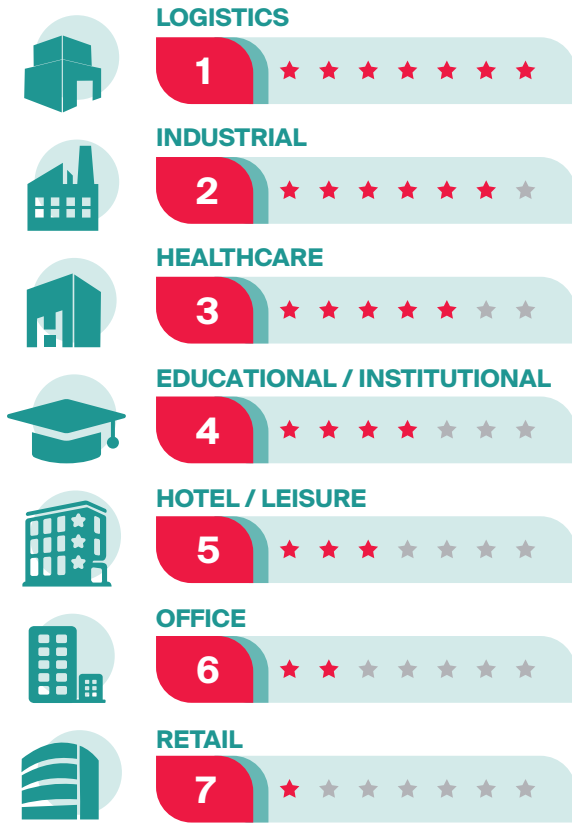 LOGISTICS
1
INDUSTRIAL
2
HEALTHCARE
3
EDUCATIONAL / INSTITUTIONAL
4
HOTEL / LEISURE
5
OFFICE
6
RETAIL
7